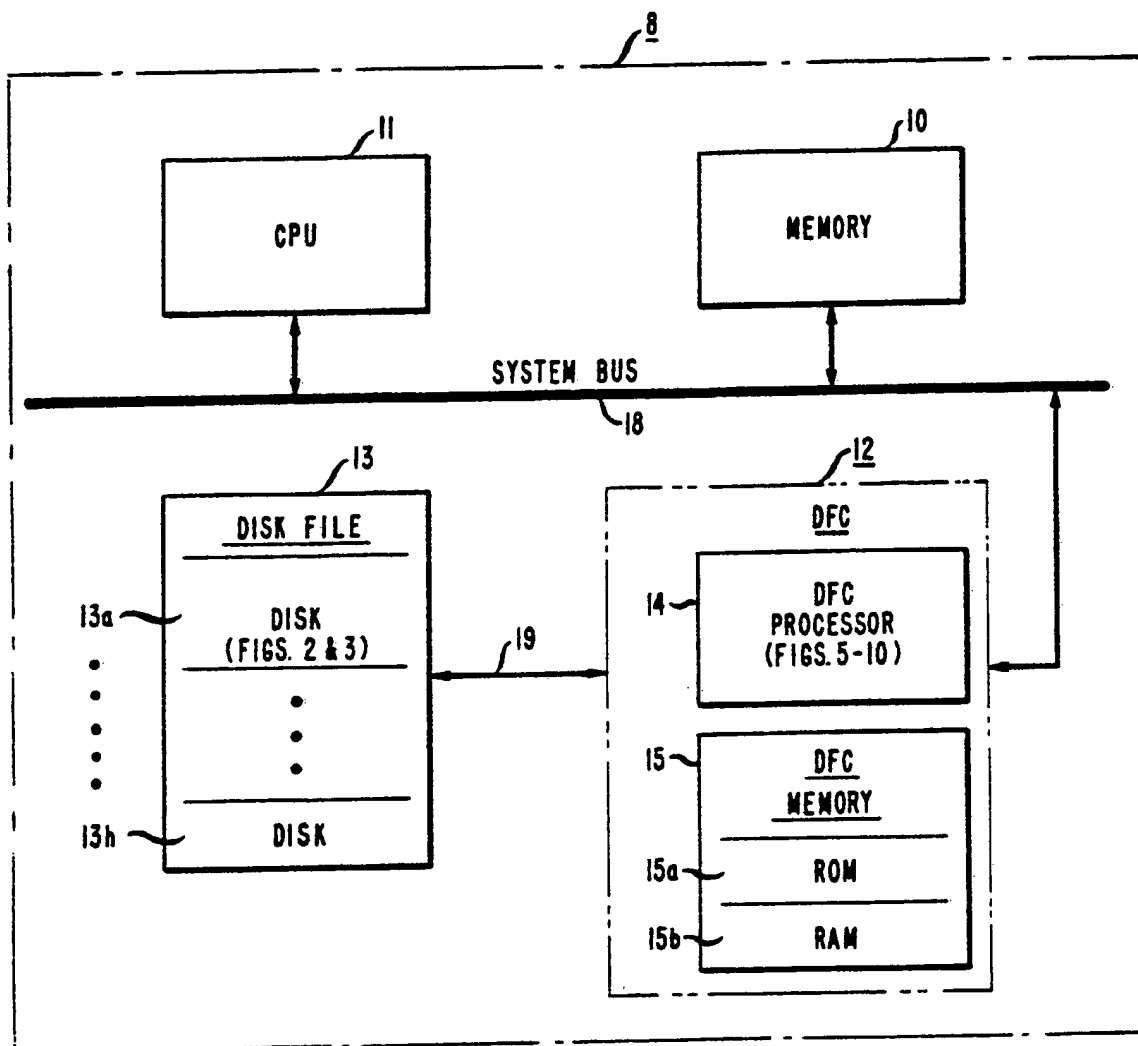 8
11
10
CPU
MEMORY
SYSTEM BUS
18
13
12
DISK FILE
DFC
13a
DISK
(FIGS. 2 & 3)
19
14
DFC
PROCESSOR
(FIGS. 5-10)
15
DFC
MEMORY
13h
DISK
15a
ROM
15b
RAM